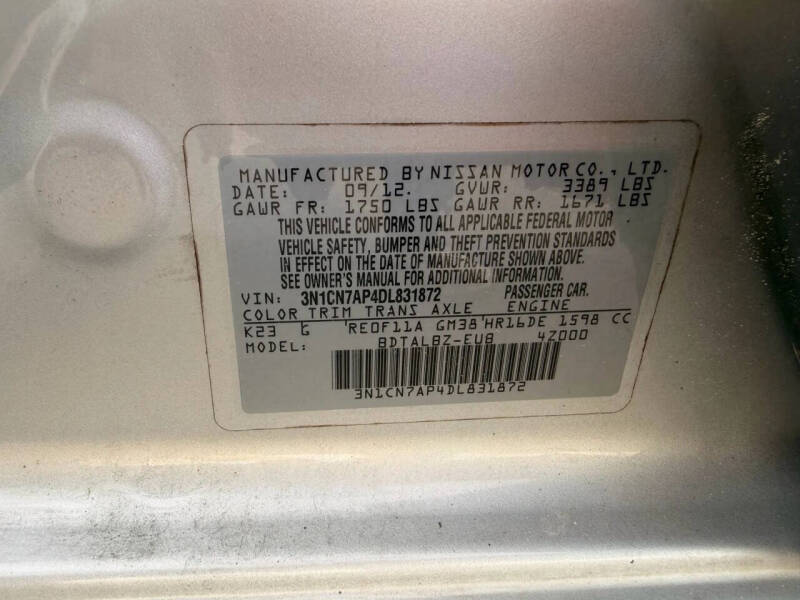 MANUFACTURED BY NISSAN MOTOR CO., LTD.
DATE: 09/12. GVWR: 3389 LBS
GAWR FR: 1750 LBS GAWR RR: 1671 LBS
THIS VEHICLE CONFORMS TO ALL APPLICABLE FEDERAL MOTOR
VEHICLE SAFETY, BUMPER AND THEFT PREVENTION STANDARDS
IN EFFECT ON THE DATE OF MANUFACTURE SHOWN ABOVE.
SEE OWNER'S MANUAL FOR ADDITIONAL INFORMATION.
VIN: 3N1CN7AP4DL831872 PASSENGER CAR.
COLOR TRIM TRANS AXLE ENGINE
K23 G 'RE0F11A GM38'HR16DE 1598 CC
MODEL: BDTALBZ-EUB 4Z000
3N1CN7AP4DL831872